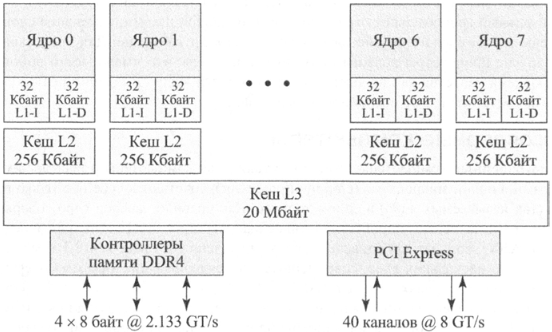 Ядро 0 Ядро 1 Ядро 6 Ядро 7
32 32 32 32 32 32 32 32
Кбайт Кбайт Кбайт Кбайт Кбайт Кбайт Кбайт Кбайт
L1-I L1-D L1-I L1-D L1-I L1-D L1-I L1-D
Кеш L2 Кеш L2 Кеш L2 Кеш L2
256 Кбайт 256 Кбайт 256 Кбайт 256 Кбайт
Кеш L3
20 Мбайт
Контроллеры
памяти DDR4
PCI Express
4 × 8 байт @ 2.133 GT/s
40 каналов @ 8 GT/s